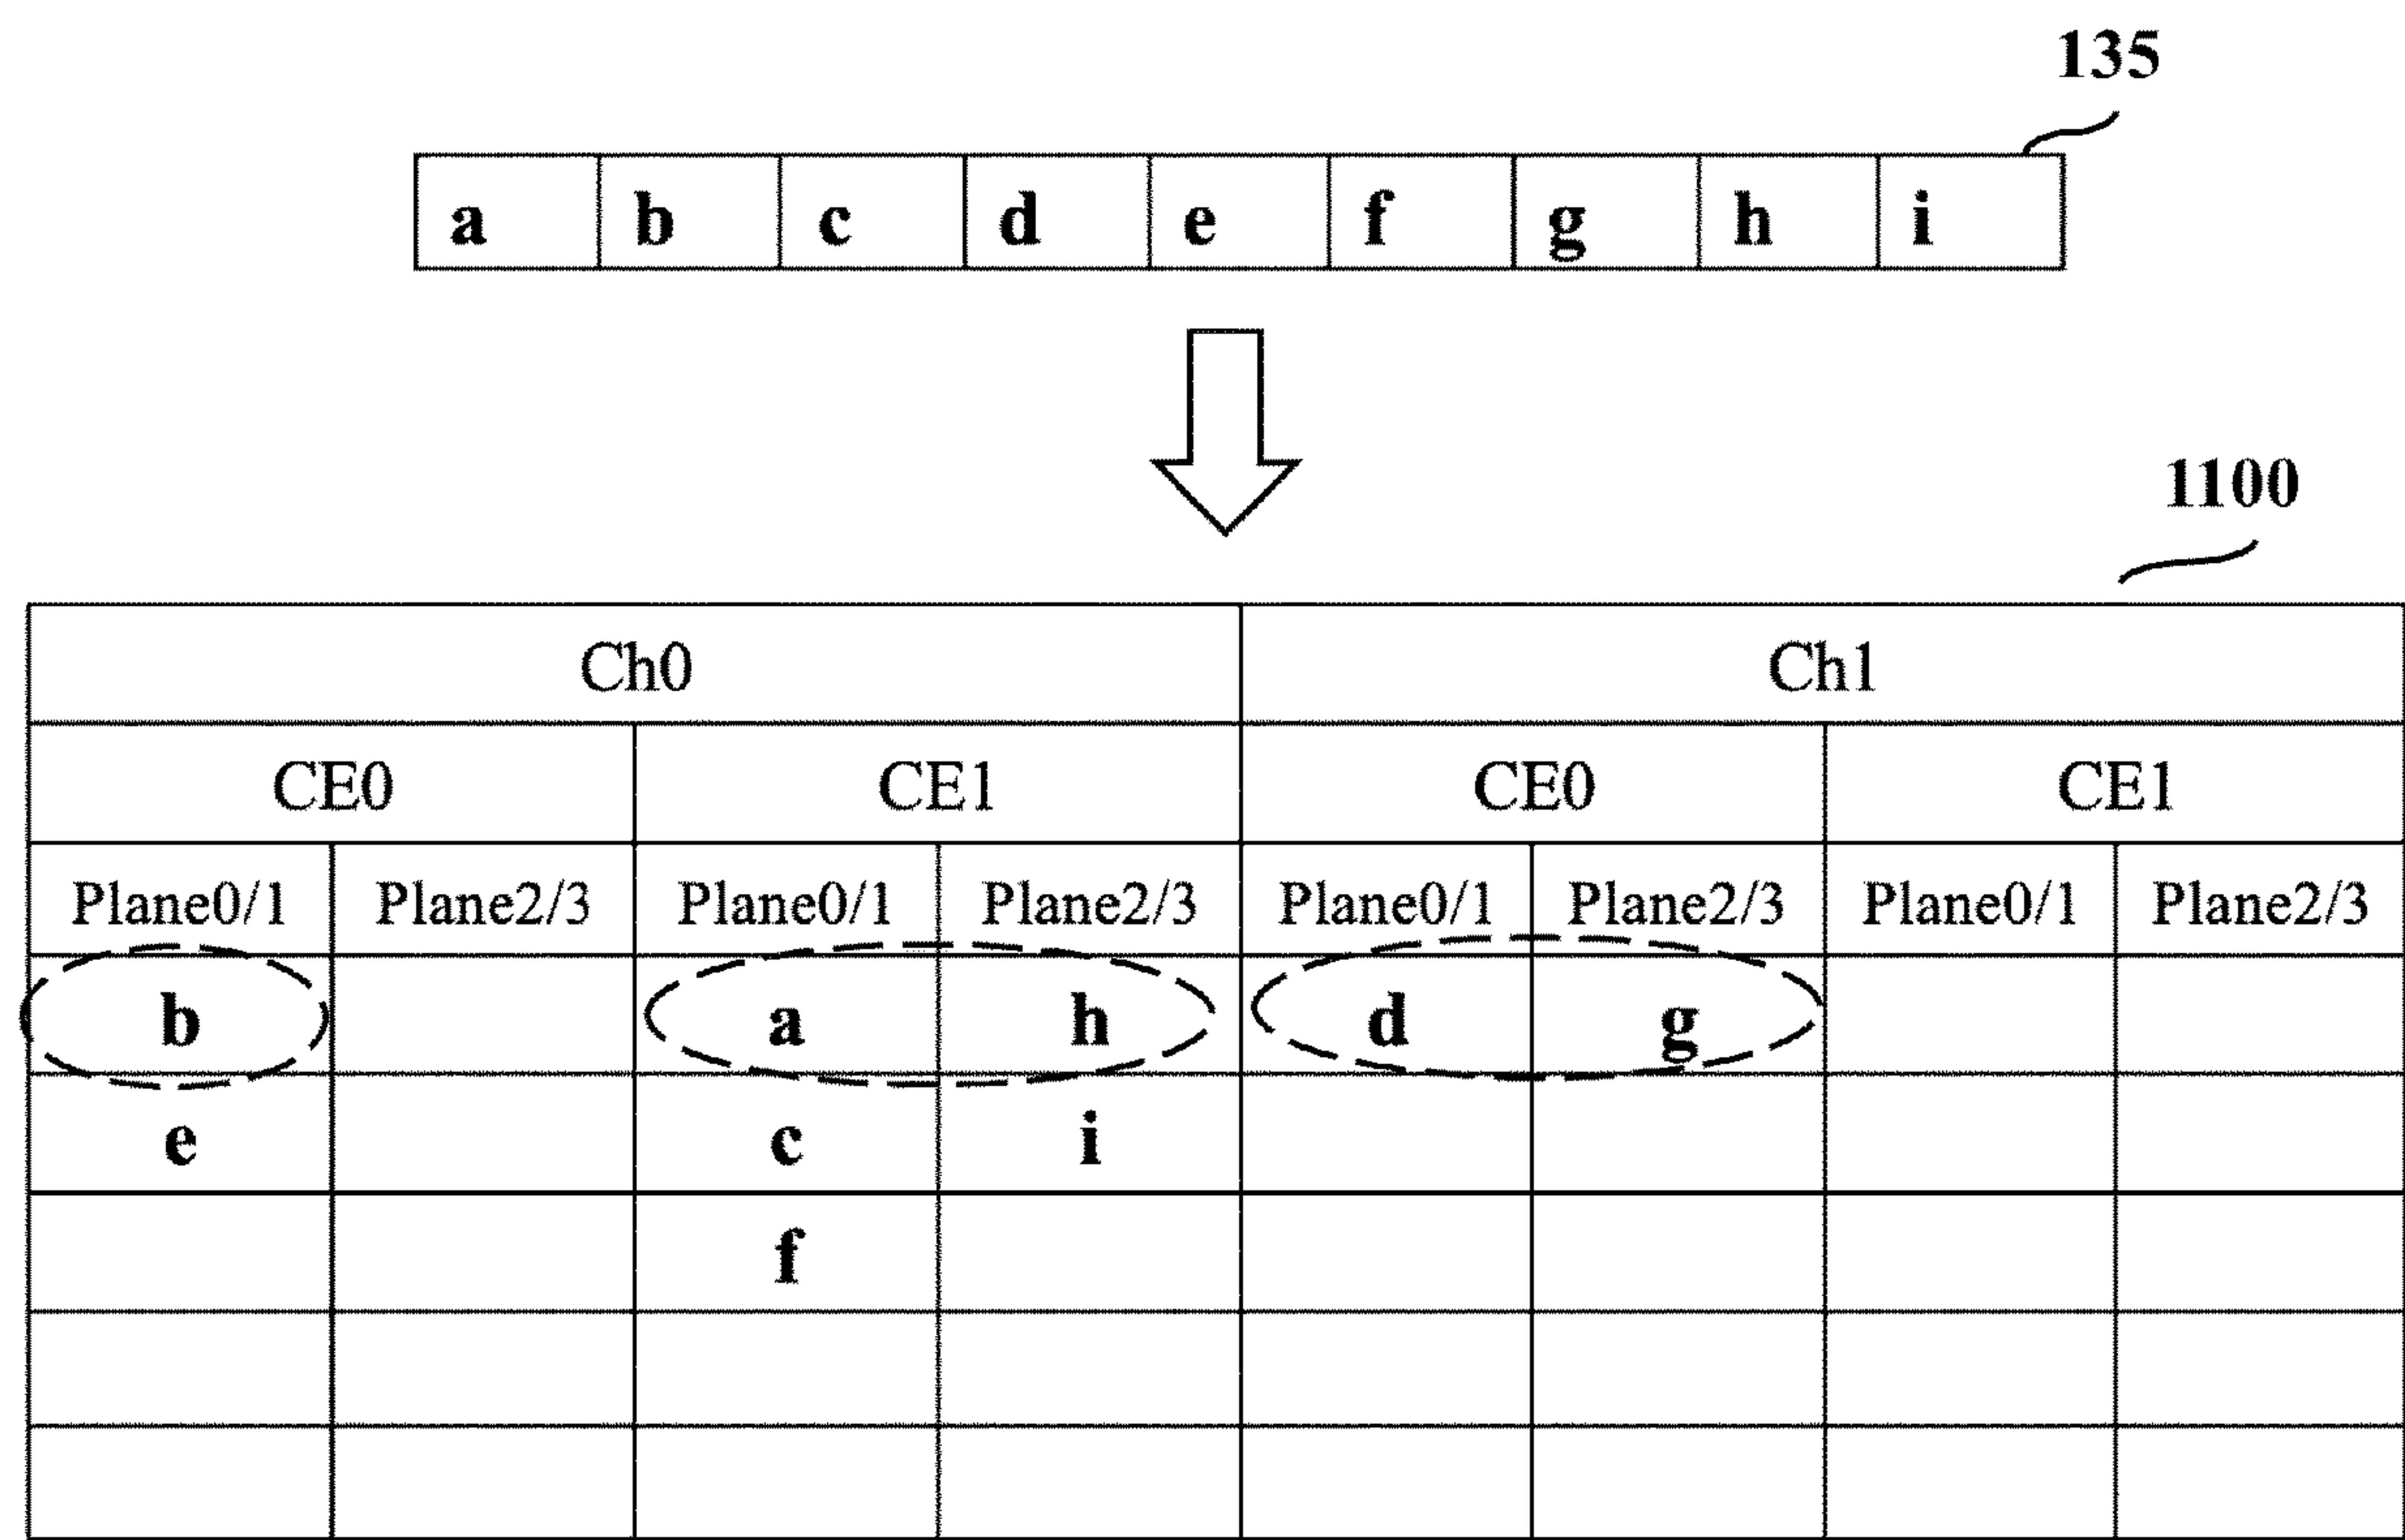 135
a b c d e f g h i
1100
Ch0 Ch1
CE0 CE1 CE0 CE1
Plane0/1 Plane2/3 Plane0/1 Plane2/3 Plane0/1 Plane2/3 Plane0/1 Plane2/3
b a h d g
e c i
f